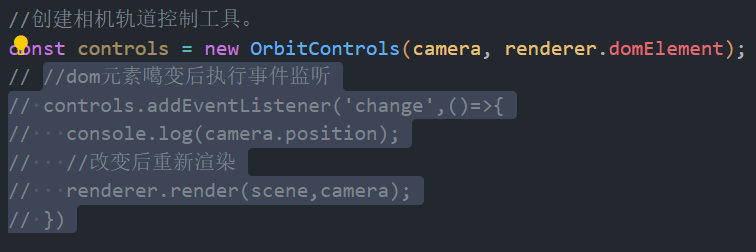 //创建相机轨道控制工具。
const controls = new OrbitControls(camera, renderer.domElement);
// //dom元素噶变后执行事件监听
// controls.addEventListener('change',()=>{
//   console.log(camera.position);
//   //改变后重新渲染
//   renderer.render(scene,camera);
// })